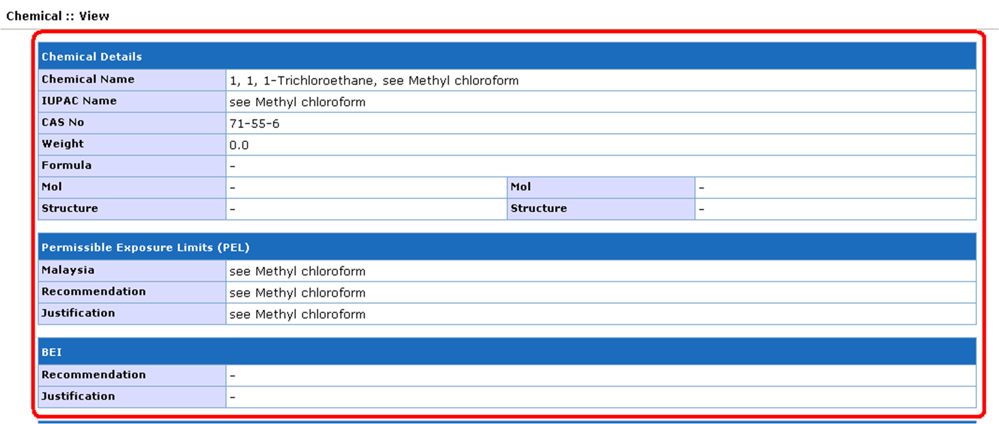 Chemical :: View
Chemical Details
Chemical Name 1, 1, 1-Trichloroethane, see Methyl chloroform
IUPAC Name see Methyl chloroform
CAS No 71-55-6
Weight 0.0
Formula –
Mol – Mol –
Structure – Structure –
Permissible Exposure Limits (PEL)
Malaysia see Methyl chloroform
Recommendation see Methyl chloroform
Justification see Methyl chloroform
BEI
Recommendation –
Justification –